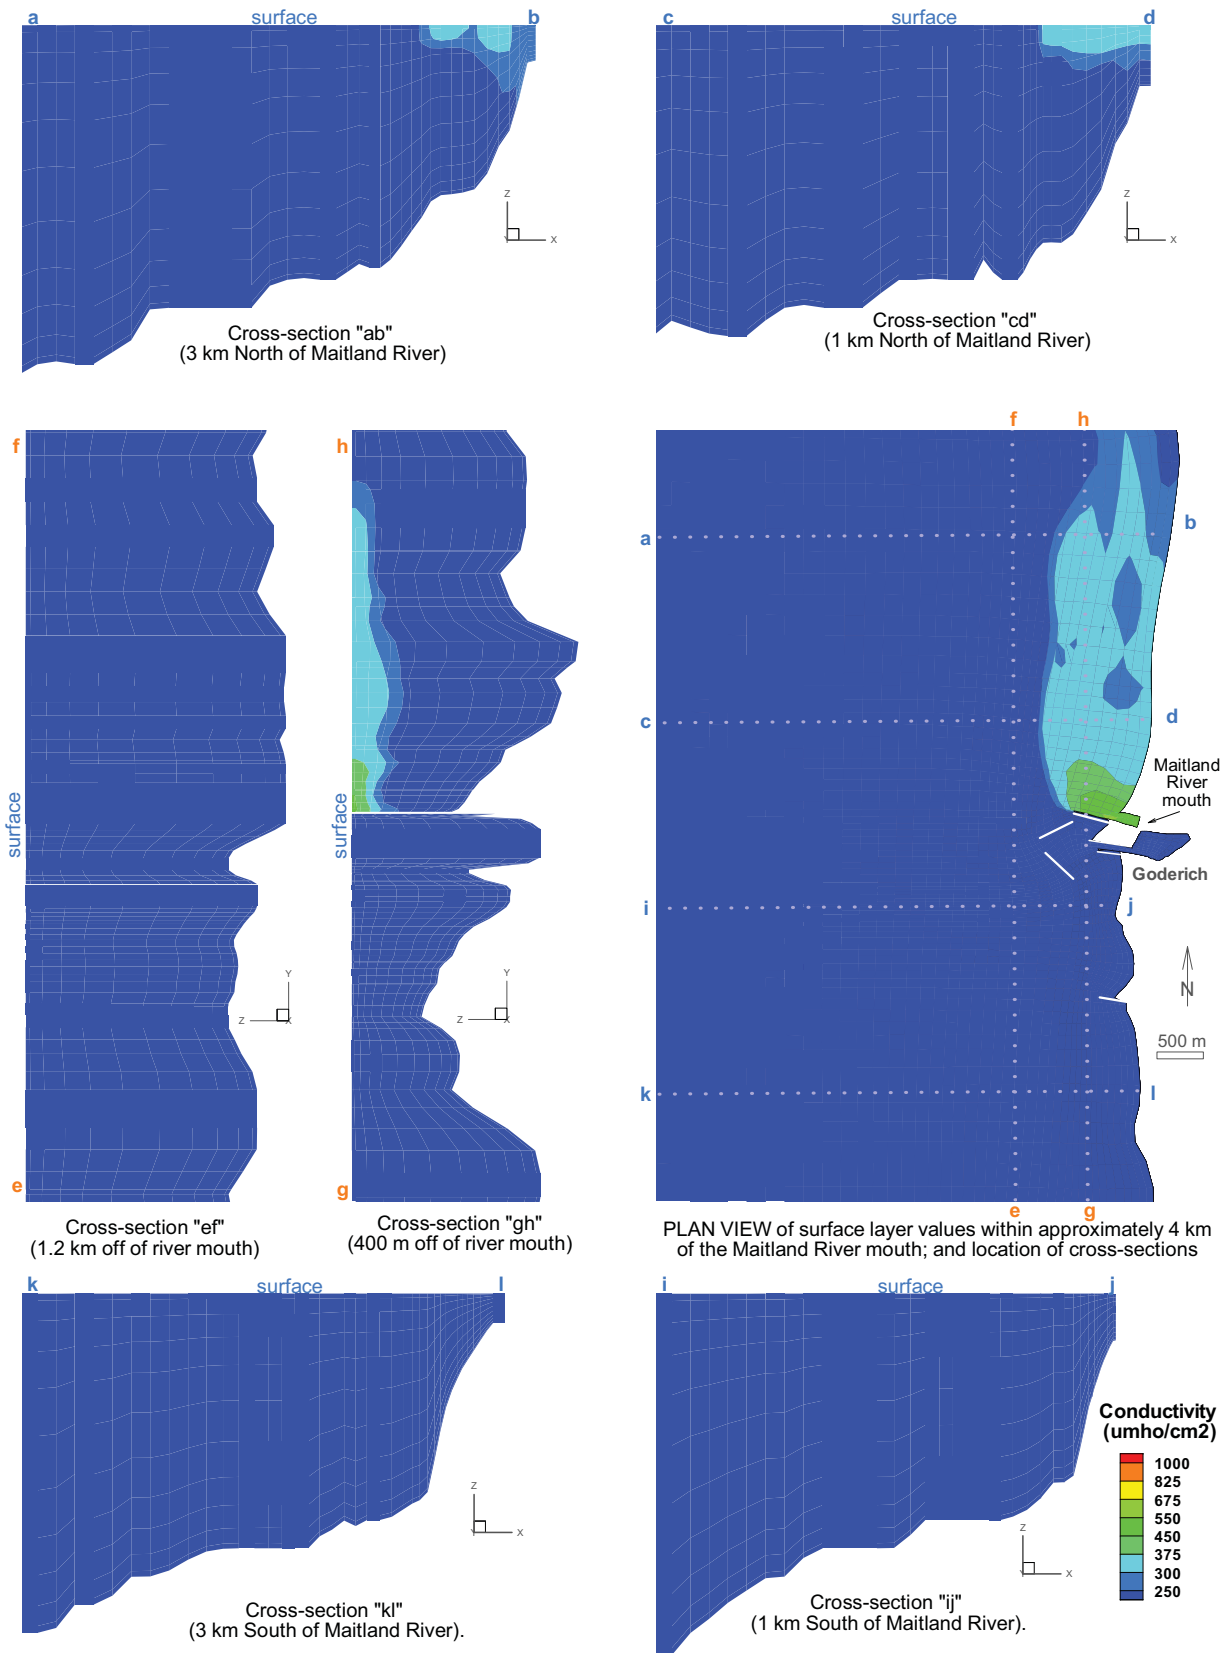 a surface b
c surface d
Z
X
Z
Y X
Cross-section "ab"
(3 km North of Maitland River)
Cross-section "cd"
(1 km North of Maitland River)
f
h
f h
a
b
c
d
Maitland
River
mouth
surface
surface
Goderich
i
j
Y
Z X
Y
Z X
N
500 m
k
l
e
g
e g
Cross-section "ef"
(1.2 km off of river mouth)
Cross-section "gh"
(400 m off of river mouth)
PLAN VIEW of surface layer values within approximately 4 km
of the Maitland River mouth; and location of cross-sections
k surface l
i surface j
Z
Y X
Z
Y X
Cross-section "kl"
(3 km South of Maitland River).
Cross-section "ij"
(1 km South of Maitland River).
Conductivity
(umho/cm2)
1000
825
675
550
450
375
300
250